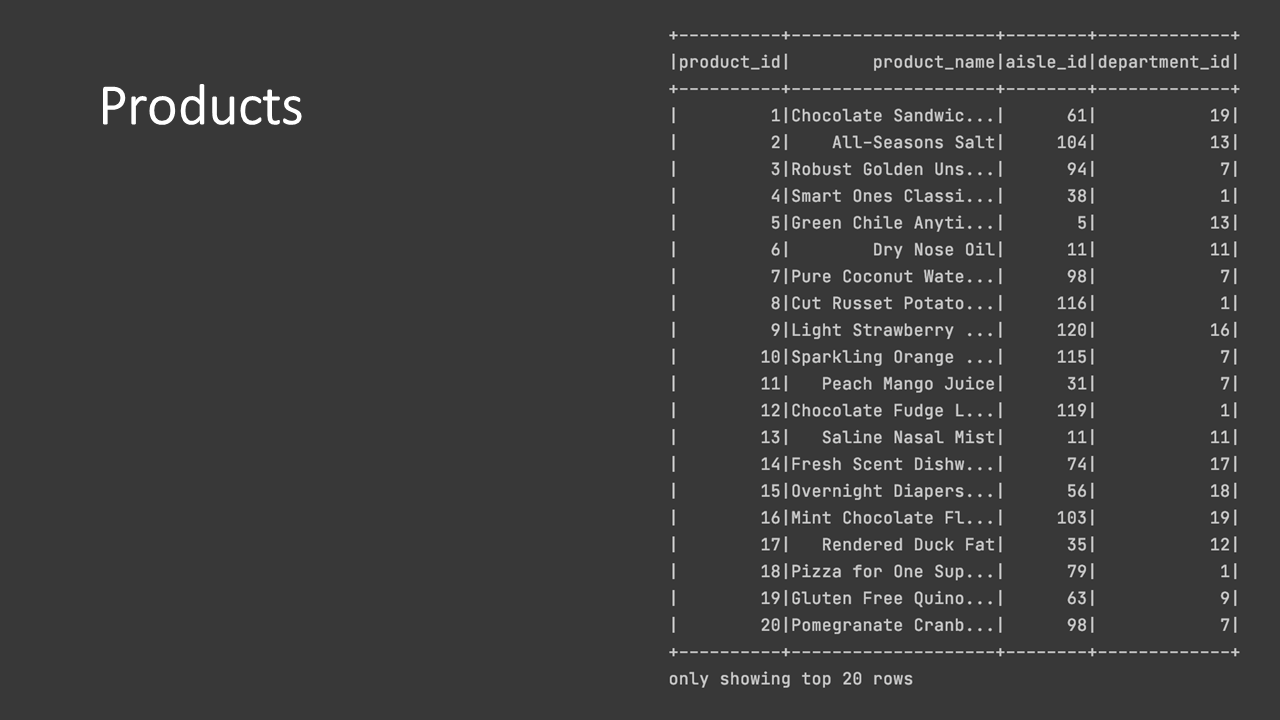 Products
+----------+--------------------+--------+-------------+
|product_id|        product_name|aisle_id|department_id|
+----------+--------------------+--------+-------------+
|         1|Chocolate Sandwic...|      61|           19|
|         2|    All-Seasons Salt|     104|           13|
|         3|Robust Golden Uns...|      94|            7|
|         4|Smart Ones Classi...|      38|            1|
|         5|Green Chile Anyti...|       5|           13|
|         6|        Dry Nose Oil|      11|           11|
|         7|Pure Coconut Wate...|      98|            7|
|         8|Cut Russet Potato...|     116|            1|
|         9|Light Strawberry ...|     120|           16|
|        10|Sparkling Orange ...|     115|            7|
|        11|   Peach Mango Juice|      31|            7|
|        12|Chocolate Fudge L...|     119|            1|
|        13|   Saline Nasal Mist|      11|           11|
|        14|Fresh Scent Dishw...|      74|           17|
|        15|Overnight Diapers...|      56|           18|
|        16|Mint Chocolate Fl...|     103|           19|
|        17|   Rendered Duck Fat|      35|           12|
|        18|Pizza for One Sup...|      79|            1|
|        19|Gluten Free Quino...|      63|            9|
|        20|Pomegranate Cranb...|      98|            7|
+----------+--------------------+--------+-------------+
only showing top 20 rows